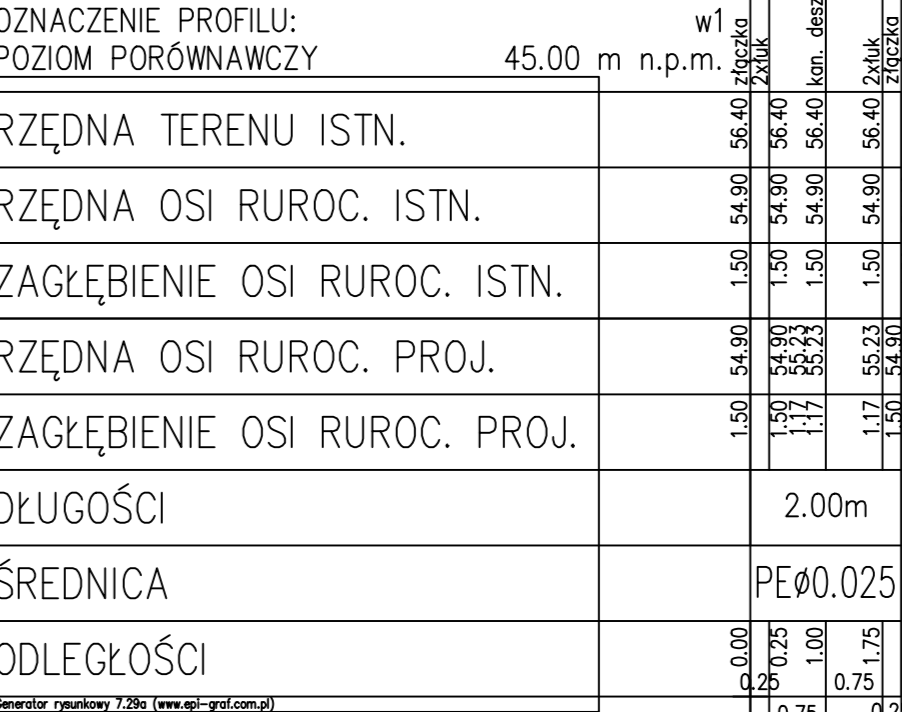 OZNACZENIE PROFILU: w1
POZIOM PORÓWNAWCZY 45.00 m n.p.m.
złączka 2xłuk kan. desz 2xłuk złączka
RZĘDNA TERENU ISTN. 56.40 56.40 56.40 56.40
RZĘDNA OSI RUROC. ISTN. 54.90 54.90 54.90 54.90
ZAGŁĘBIENIE OSI RUROC. ISTN. 1.50 1.50 1.50 1.50
RZĘDNA OSI RUROC. PROJ. 54.90 54.90 55.23 55.23 55.23 54.90
ZAGŁĘBIENIE OSI RUROC. PROJ. 1.50 1.50 1.17 1.17 1.17 1.50
DŁUGOŚCI 2.00m
ŚREDNICA PEø0.025
ODLEGŁOŚCI 0.00 0.25 1.00 1.75
0.25 0.75
Generator rysunkowy 7.29a (www.epi-graf.com.pl)
0.75